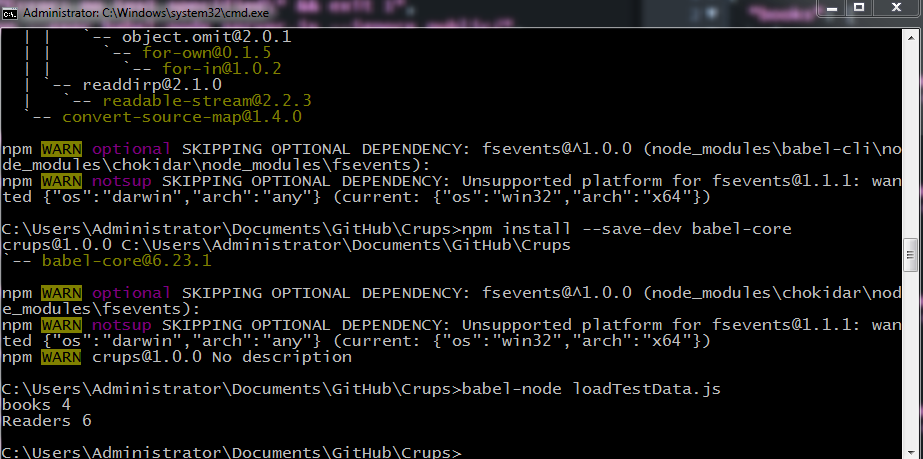 Administrator: C:\Windows\system32\cmd.exe
| |   `-- object.omit@2.0.1
| |     `-- for-own@0.1.5
| |       `-- for-in@1.0.2
| `-- readdirp@2.1.0
|   `-- readable-stream@2.2.3
`-- convert-source-map@1.4.0
npm WARN optional SKIPPING OPTIONAL DEPENDENCY: fsevents@^1.0.0 (node_modules\babel-cli\no
de_modules\chokidar\node_modules\fsevents):
npm WARN notsup SKIPPING OPTIONAL DEPENDENCY: Unsupported platform for fsevents@1.1.1: wan
ted {"os":"darwin","arch":"any"} (current: {"os":"win32","arch":"x64"})
C:\Users\Administrator\Documents\GitHub\Crups>npm install --save-dev babel-core
crups@1.0.0 C:\Users\Administrator\Documents\GitHub\Crups
`-- babel-core@6.23.1
npm WARN optional SKIPPING OPTIONAL DEPENDENCY: fsevents@^1.0.0 (node_modules\chokidar\nod
e_modules\fsevents):
npm WARN notsup SKIPPING OPTIONAL DEPENDENCY: Unsupported platform for fsevents@1.1.1: wan
ted {"os":"darwin","arch":"any"} (current: {"os":"win32","arch":"x64"})
npm WARN crups@1.0.0 No description
C:\Users\Administrator\Documents\GitHub\Crups>babel-node loadTestData.js
books 4
Readers 6
C:\Users\Administrator\Documents\GitHub\Crups>